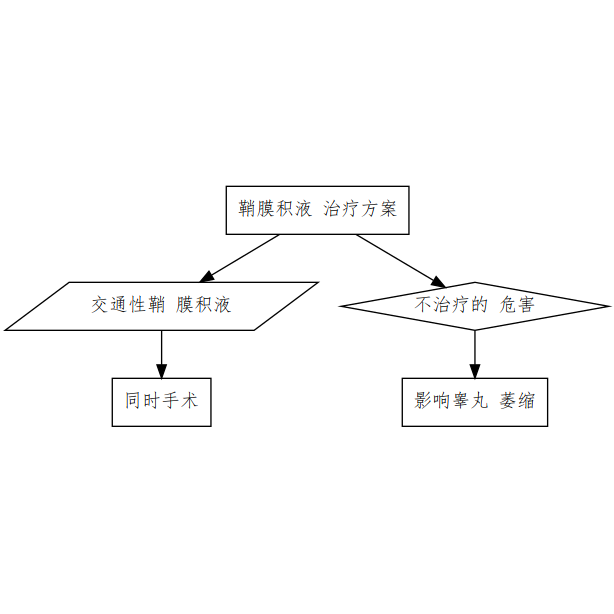 鞘膜积液 治疗方案
交通性鞘 膜积液
不治疗的 危害
同时手术
影响睾丸 萎缩